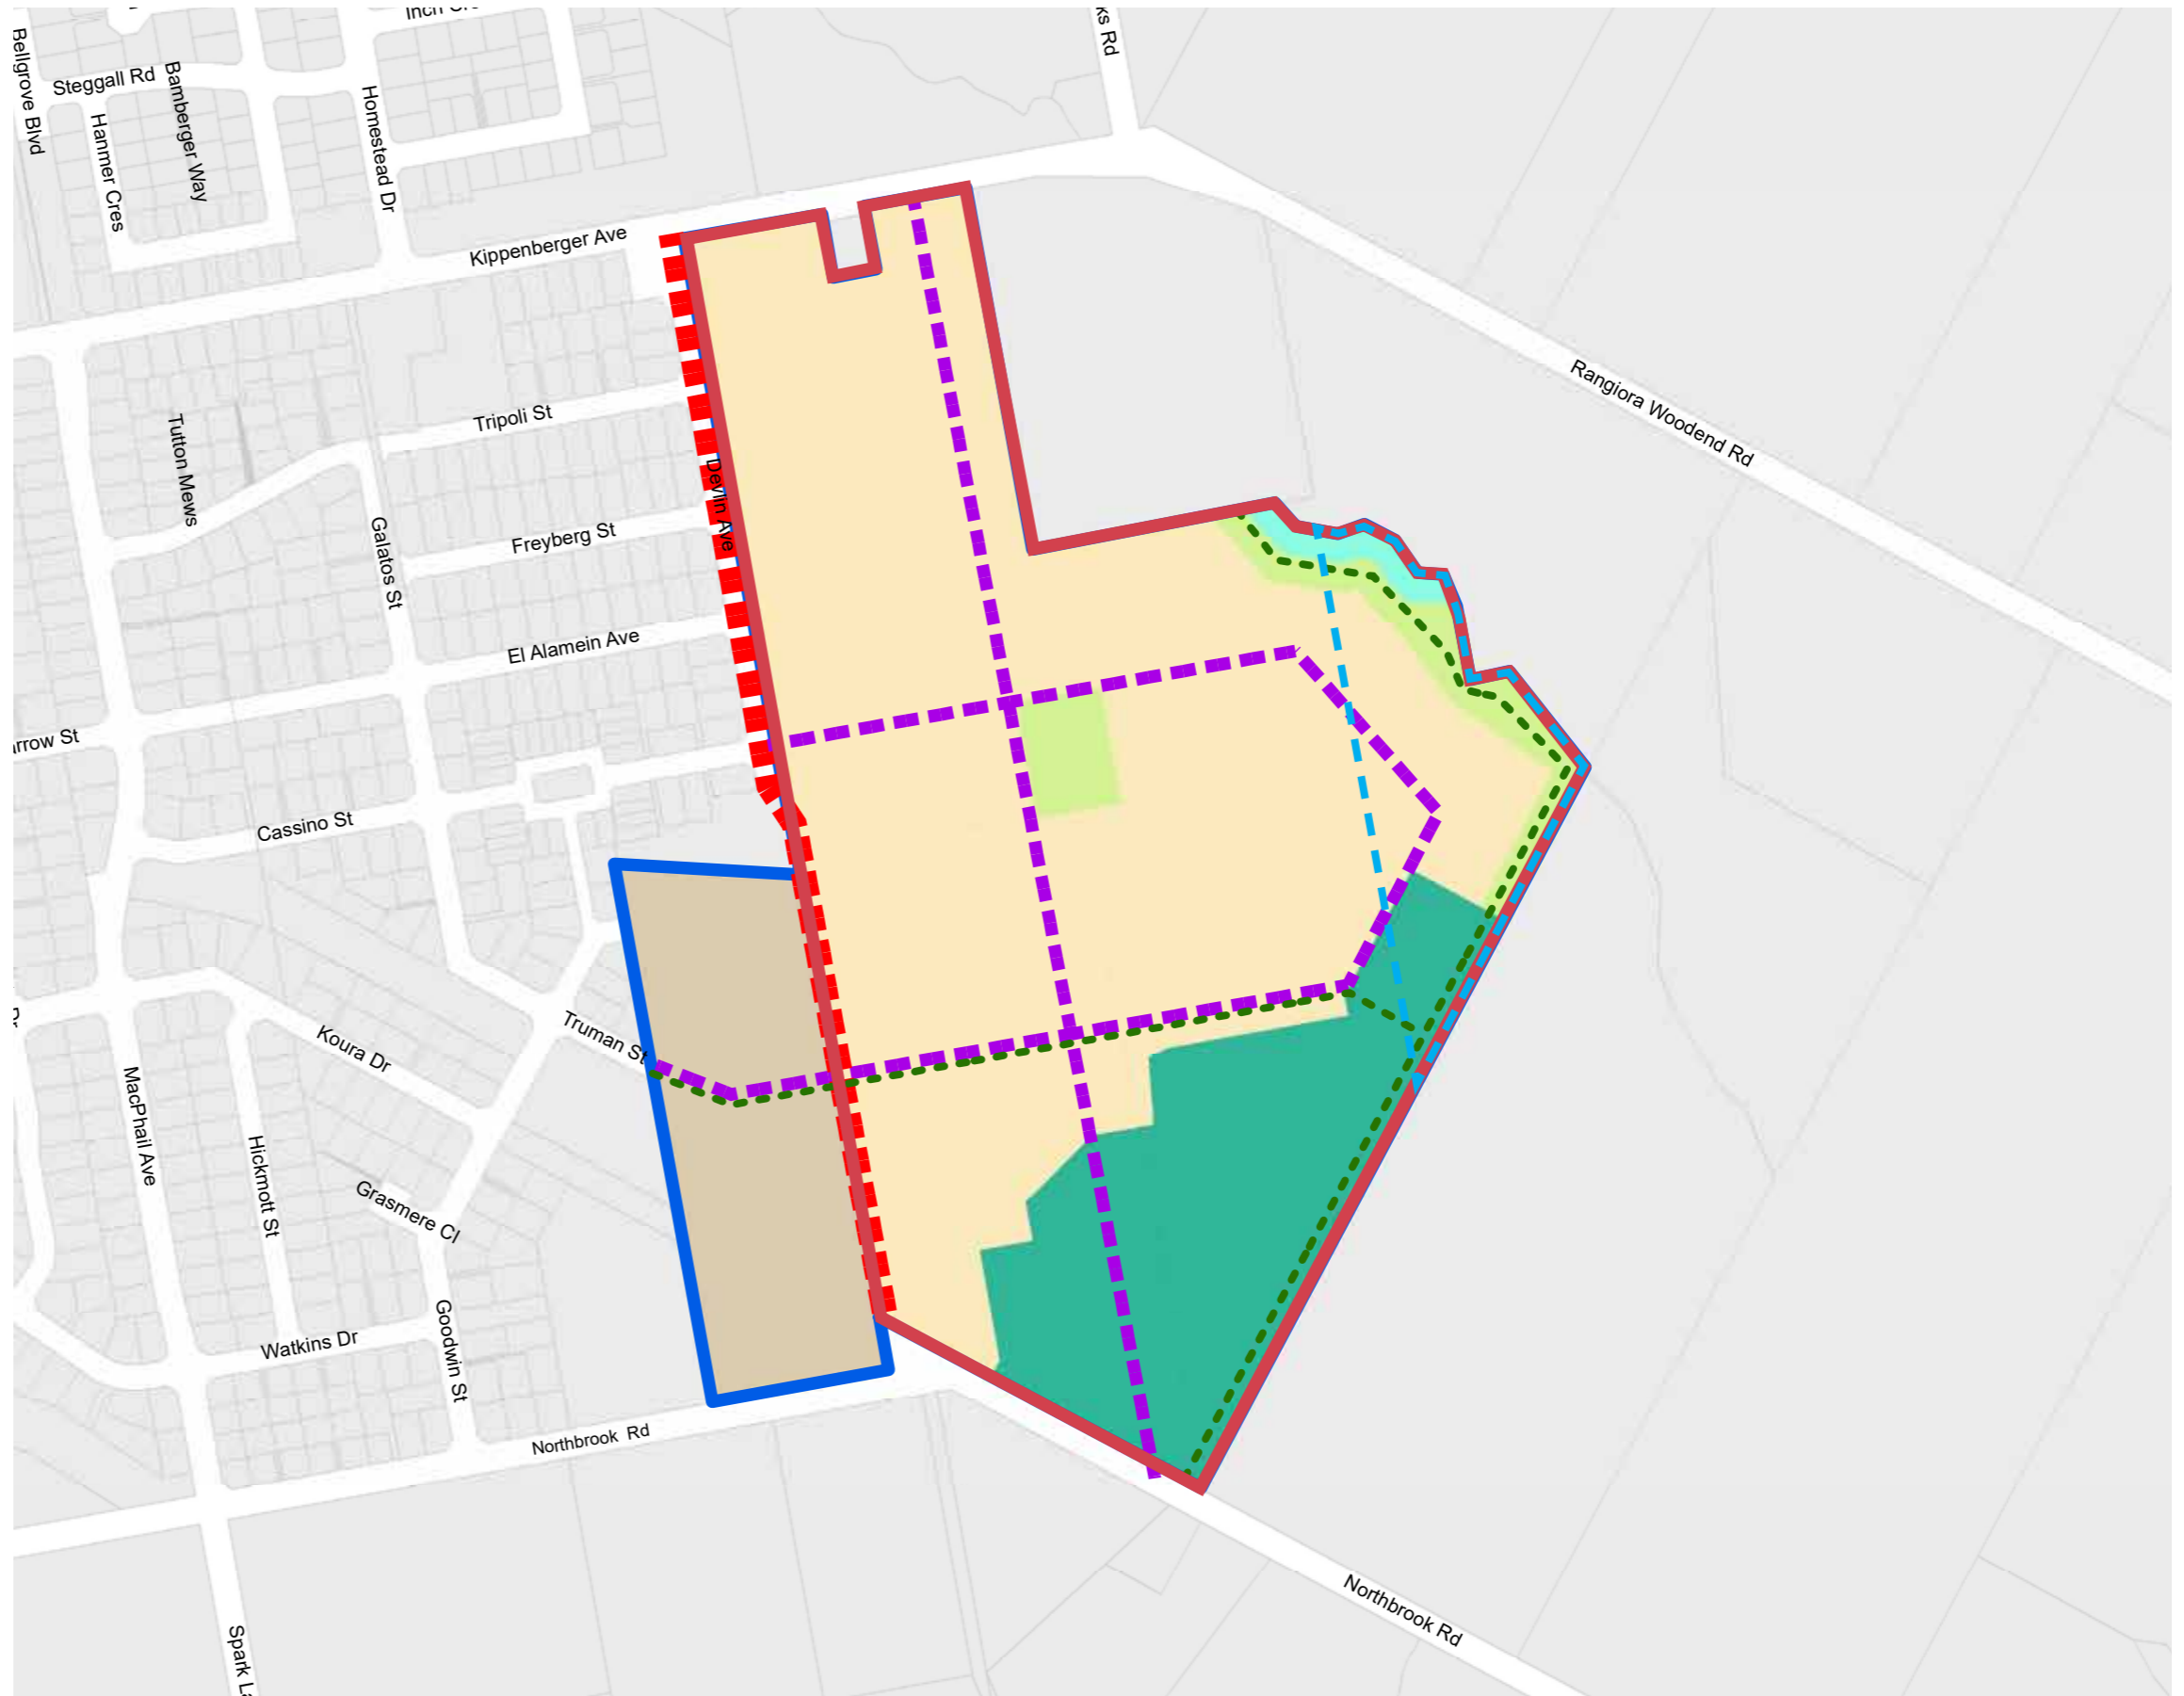 Bellgrove Blvd
Steggall Rd
Hanmer Cres
Bamberger Way
Homestead Dr
Kippenberger Ave
Rangiora Woodend Rd
Tripoli St
Tutton Mews
Devlin Ave
Freyberg St
Galatos St
El Alamein Ave
Cassino St
Truman St
Koura Dr
MacPhail Ave
Hickmott St
Grasmere Cl
Watkins Dr
Goodwin St
Northbrook Rd
Northbrook Rd